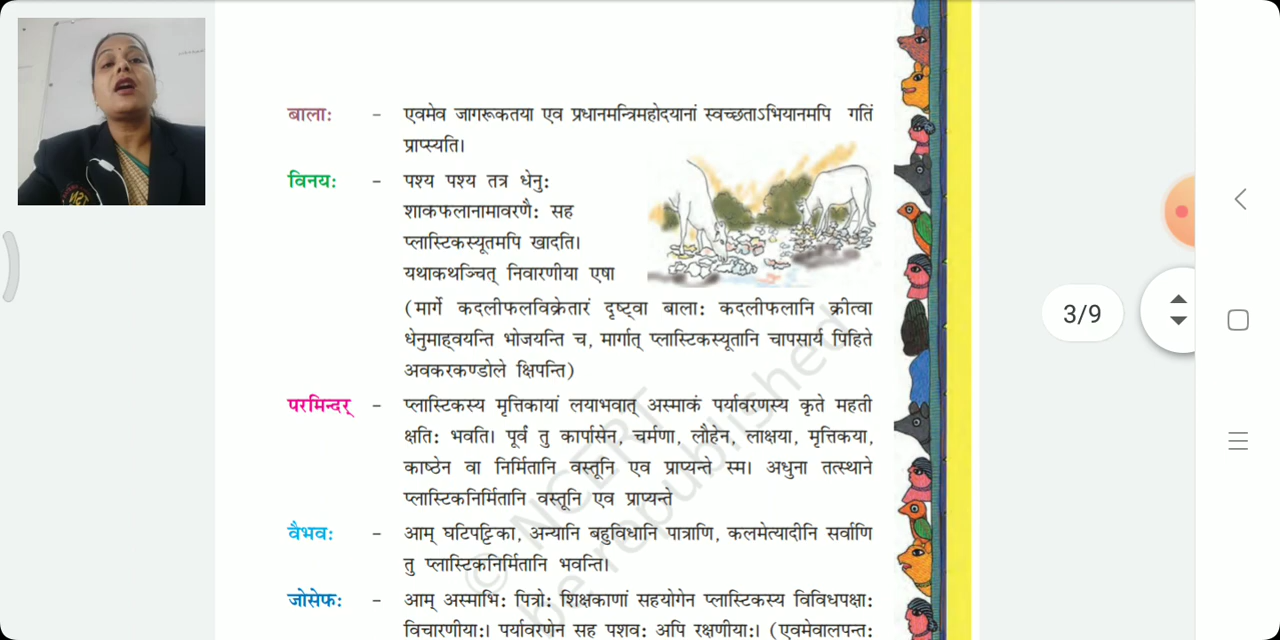 बाला: - एवमेव जागरूकतया एव प्रधानमन्त्रिमहोदयानां स्वच्छताऽभियानमपि गतिं
प्राप्स्यति।
विनय: - पश्य पश्य तत्र धेनु:
शाकफलानामावरणै: सह
प्लास्टिकस्यूतमपि खादति।
यथाकथञ्चित् निवारणीया एषा
(मार्गे कदलीफलविक्रेतारं दृष्ट्वा बाला: कदलीफलानि क्रीत्वा
धेनुमाह्वयन्ति भोजयन्ति च, मार्गात् प्लास्टिकस्यूतानि चापसार्य पिहिते
अवकरकण्डोले क्षिपन्ति)
परमिन्दर् - प्लास्टिकस्य मृत्तिकायां लयाभवात् अस्माकं पर्यावरणस्य कृते महती
क्षति: भवति। पूर्वं तु कार्पासेन, चर्मणा, लौहेन, लाक्षया, मृत्तिकया,
काष्ठेन वा निर्मितानि वस्तूनि एव प्राप्यन्ते स्म। अधुना तत्स्थाने
प्लास्टिकनिर्मितानि वस्तूनि एव प्राप्यन्ते
वैभव: - आम् घटिपट्टिका, अन्यानि बहुविधानि पात्राणि, कलमेत्यादीनि सर्वाणि
तु प्लास्टिकनिर्मितानि भवन्ति।
जोसेफ: - आम् अस्माभि: पित्रो: शिक्षकाणां सहयोगेन प्लास्टिकस्य विविधपक्षा:
विचारणीया:। पर्यावरणेन सह पशव: अपि रक्षणीया:। (एवमेवालपन्त:
© NCERT
be republished
3/9